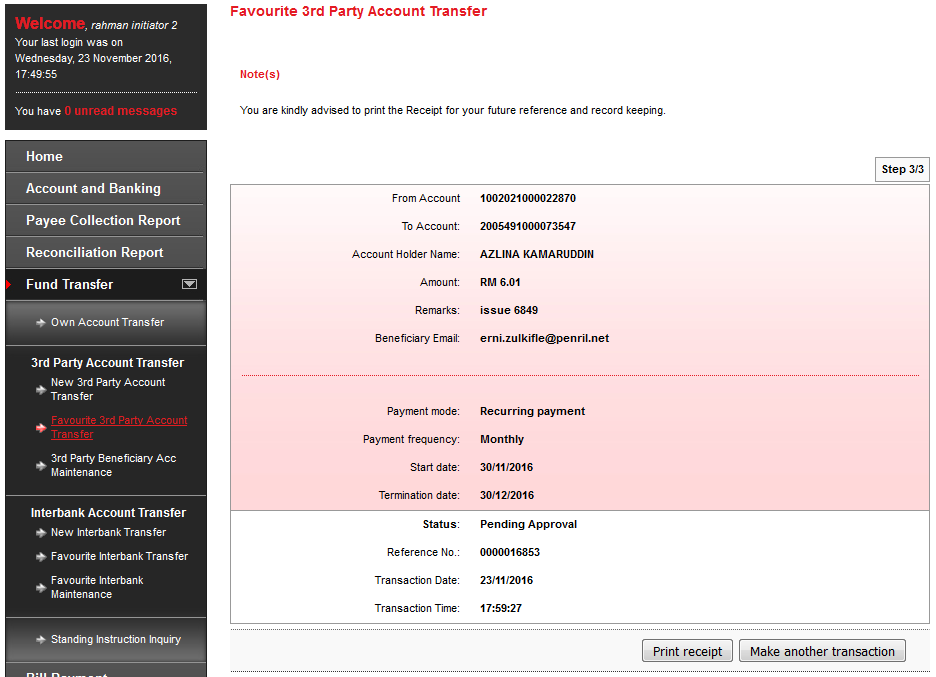 Welcome, rahman initiator 2
Your last login was on
Wednesday, 23 November 2016,
17:49:55
You have 0 unread messages
Home
Account and Banking
Payee Collection Report
Reconciliation Report
Fund Transfer
Own Account Transfer
3rd Party Account Transfer
New 3rd Party Account
Transfer
Favourite 3rd Party Account
Transfer
3rd Party Beneficiary Acc
Maintenance
Interbank Account Transfer
New Interbank Transfer
Favourite Interbank Transfer
Favourite Interbank
Maintenance
Standing Instruction Inquiry
Bill Payment
Favourite 3rd Party Account Transfer
Note(s)
You are kindly advised to print the Receipt for your future reference and record keeping.
Step 3/3
From Account 1002021000022870
To Account: 2005491000073547
Account Holder Name: AZLINA KAMARUDDIN
Amount: RM 6.01
Remarks: issue 6849
Beneficiary Email: erni.zulkifle@penril.net
Payment mode: Recurring payment
Payment frequency: Monthly
Start date: 30/11/2016
Termination date: 30/12/2016
Status: Pending Approval
Reference No.: 0000016853
Transaction Date: 23/11/2016
Transaction Time: 17:59:27
Print receipt Make another transaction